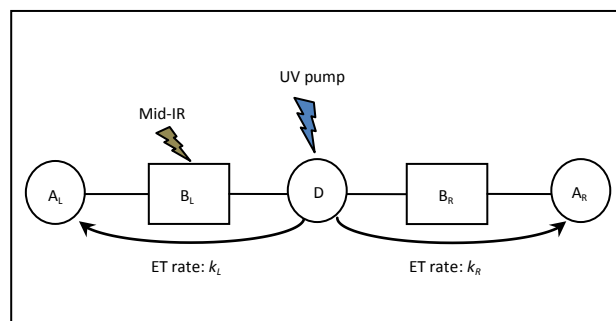 UV pump
Mid-IR
A_L B_L D B_R A_R
ET rate: k_L ET rate: k_R